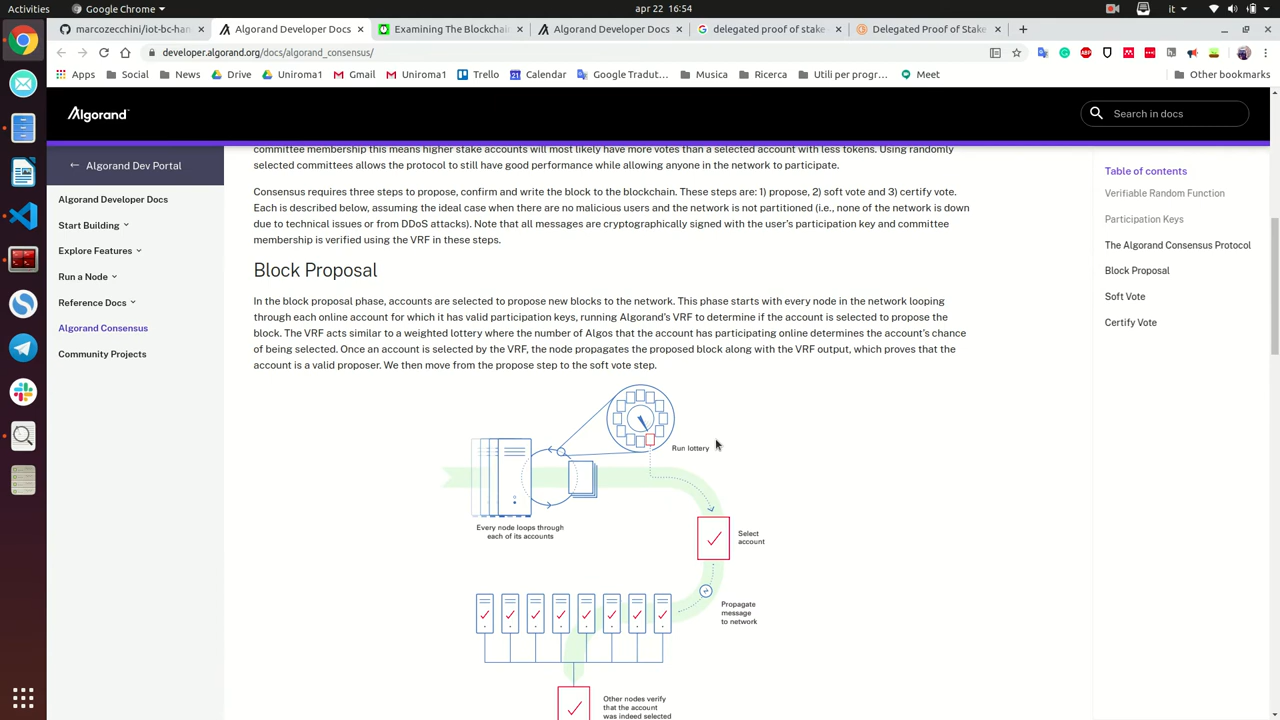 Activities
apr 22 16:54
it
marcozecchini/iot-bc-han
Algorand Developer Docs
Examining The Blockchain
Algorand Developer Docs
delegated proof of stake
Delegated Proof of Stake
developer.algorand.org/docs/algorand_consensus/
Apps
Social
News
Drive
Uniroma1
Gmail
Uniroma1
Trello
Calendar
Google Tradut…
Musica
Ricerca
Utili per progr…
Meet
Other bookmarks
Algorand
Search in docs
← Algorand Dev Portal
Algorand Developer Docs
Start Building
Explore Features
Run a Node
Reference Docs
Algorand Consensus
Community Projects
committee membership this means higher stake accounts will most likely have more votes than a selected account with less tokens. Using randomly
selected committees allows the protocol to still have good performance while allowing anyone in the network to participate.
Consensus requires three steps to propose, confirm and write the block to the blockchain. These steps are: 1) propose, 2) soft vote and 3) certify vote.
Each is described below, assuming the ideal case when there are no malicious users and the network is not partitioned (i.e., none of the network is down
due to technical issues or from DDoS attacks). Note that all messages are cryptographically signed with the user's participation key and committee
membership is verified using the VRF in these steps.
Block Proposal
In the block proposal phase, accounts are selected to propose new blocks to the network. This phase starts with every node in the network looping
through each online account for which it has valid participation keys, running Algorand's VRF to determine if the account is selected to propose the
block. The VRF acts similar to a weighted lottery where the number of Algos that the account has participating online determines the account's chance
of being selected. Once an account is selected by the VRF, the node propagates the proposed block along with the VRF output, which proves that the
account is a valid proposer. We then move from the propose step to the soft vote step.
Run lottery
Every node loops through
each of its accounts
Select
account
Propagate
message
to network
Other nodes verify
that the account
was indeed selected
Table of contents
Verifiable Random Function
Participation Keys
The Algorand Consensus Protocol
Block Proposal
Soft Vote
Certify Vote